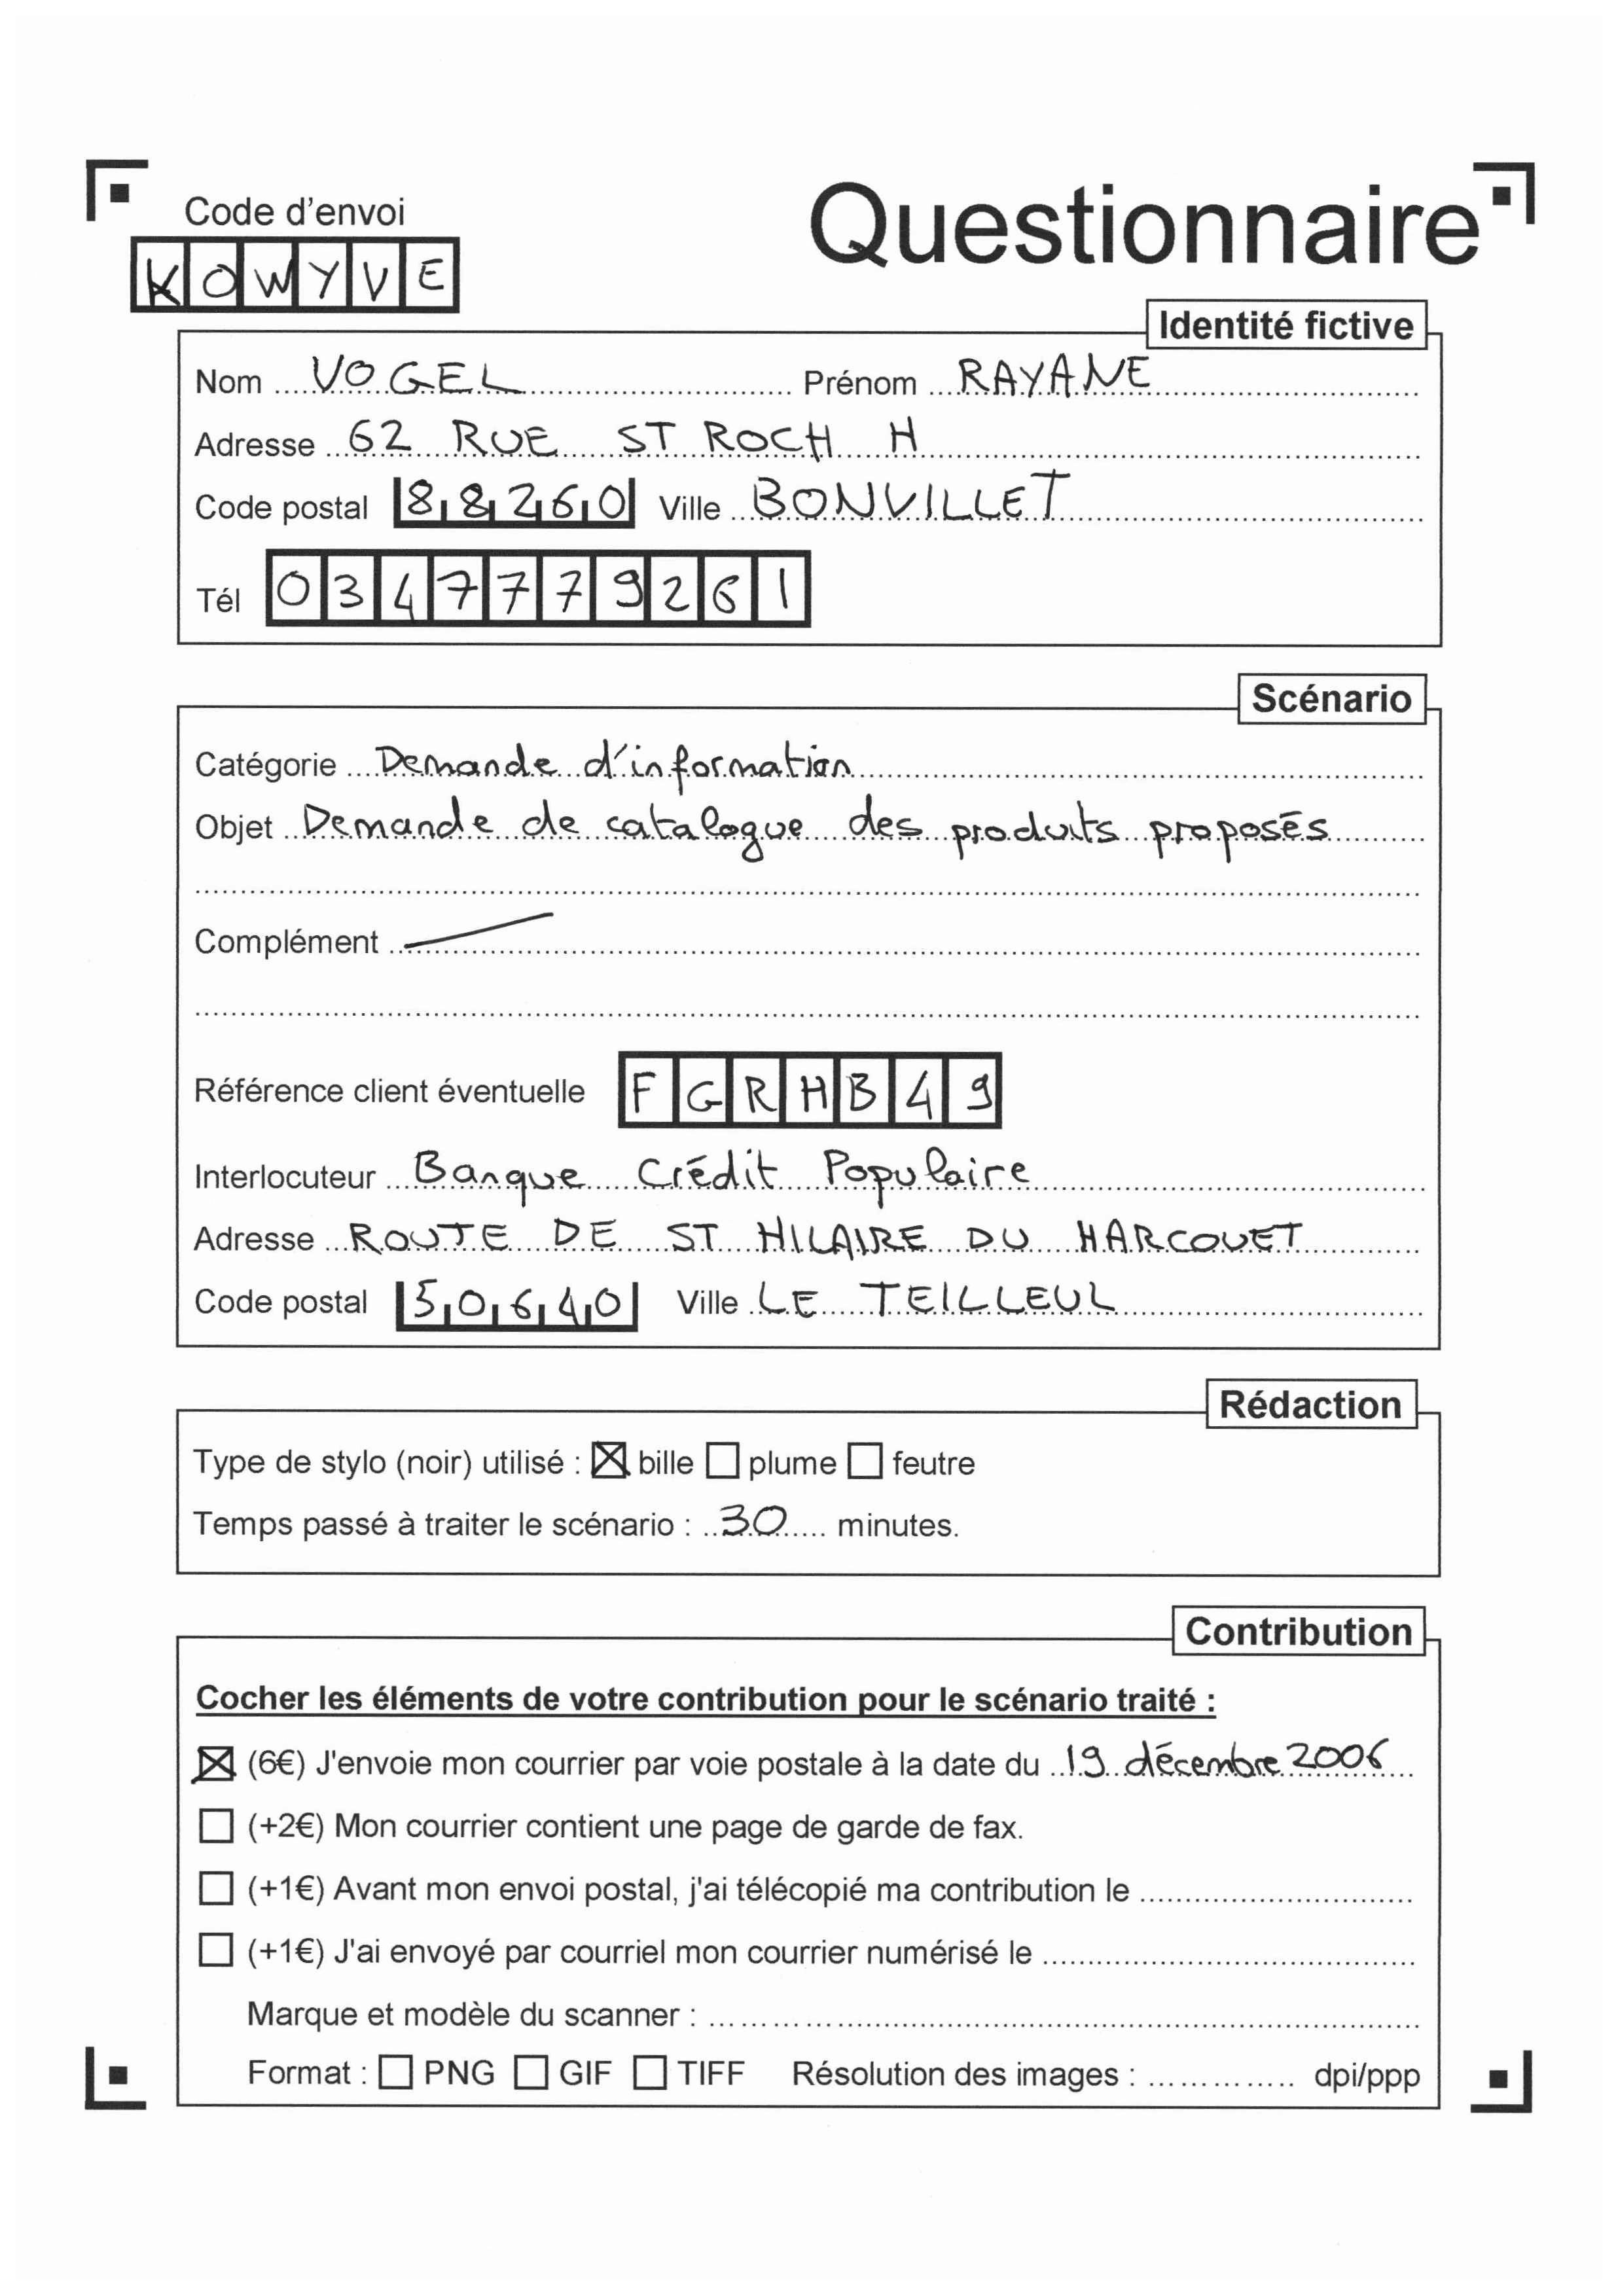 Code d'envoi
Questionnaire
KOWYVE
Identité fictive
Nom VOGEL Prénom RAYANE
Adresse 62 RUE ST ROCH H
Code postal 88260 Ville BONVILLET
Tél 0347779261
Scénario
Catégorie Demande d'information
Objet Demande de catalogue des produits proposés
Complément
Référence client éventuelle FGRHB49
Interlocuteur Banque Crédit Populaire
Adresse ROUTE DE ST HILAIRE DU HARCOUET
Code postal 50640 Ville LE TEILLEUL
Rédaction
Type de stylo (noir) utilisé : ☒ bille ☐ plume ☐ feutre
Temps passé à traiter le scénario : 30 minutes.
Contribution
Cocher les éléments de votre contribution pour le scénario traité :
☒ (6€) J'envoie mon courrier par voie postale à la date du 19 décembre 2006
☐ (+2€) Mon courrier contient une page de garde de fax.
☐ (+1€) Avant mon envoi postal, j'ai télécopié ma contribution le
☐ (+1€) J'ai envoyé par courriel mon courrier numérisé le
Marque et modèle du scanner :
Format : ☐ PNG ☐ GIF ☐ TIFF Résolution des images : dpi/ppp